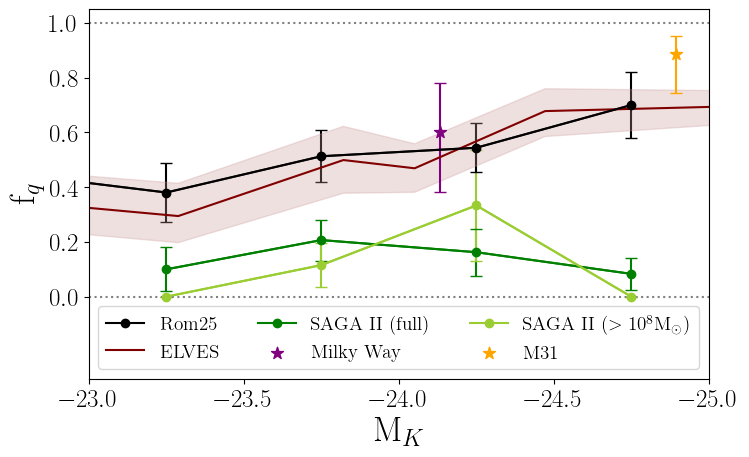 1.0
0.8
0.6
0.4
0.2
0.0
f_q
Rom25
ELVES
SAGA II (full)
Milky Way
SAGA II (> 10^8 M_⊙)
M31
−23.0 −23.5 −24.0 −24.5 −25.0
M_K